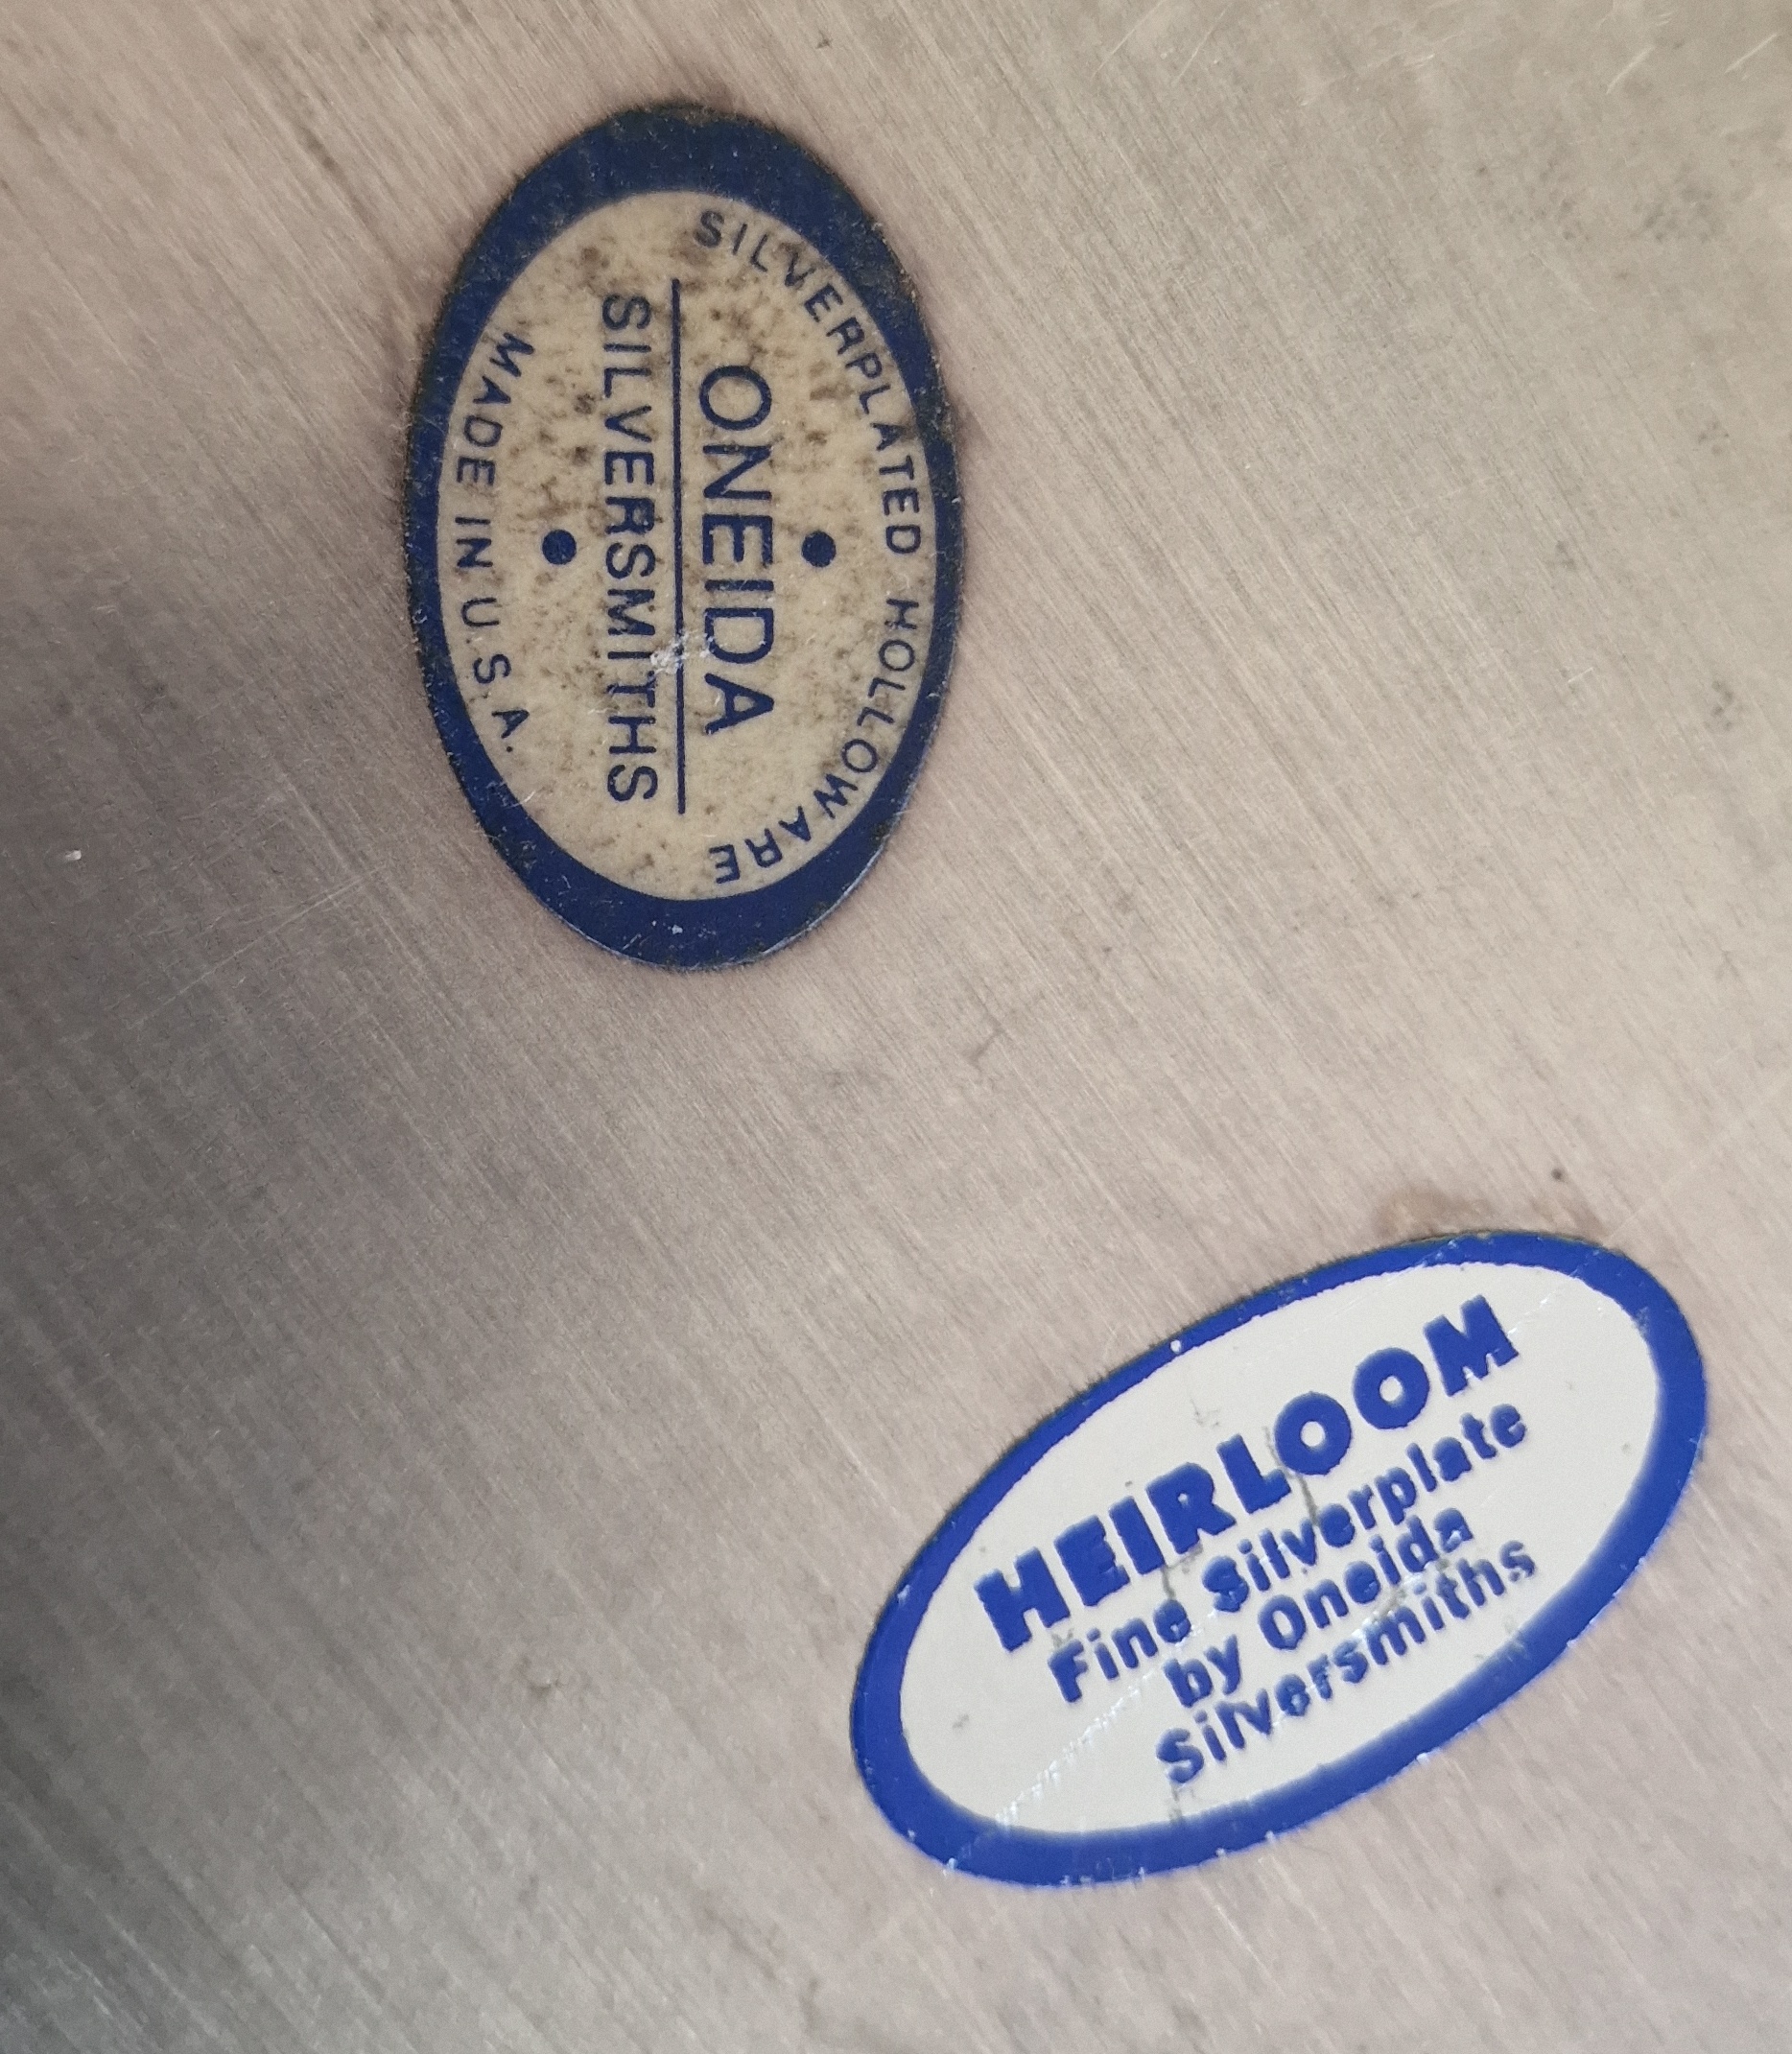 SILVERPLATED HOLLOWARE
ONEIDA
SILVERSMITHS
MADE IN U.S.A.
HEIRLOOM
Fine Silverplate
by Oneida
Silversmiths